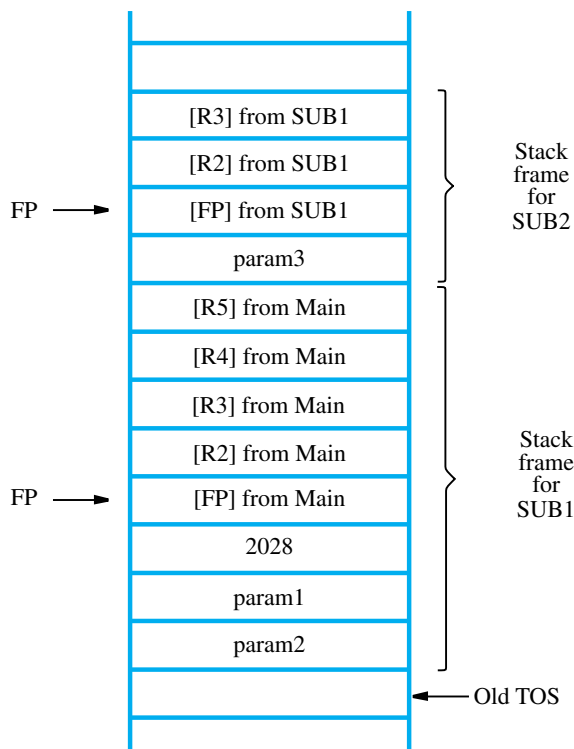 [R3] from SUB1
[R2] from SUB1
FP
[FP] from SUB1
param3
Stack
frame
for
SUB2
[R5] from Main
[R4] from Main
[R3] from Main
[R2] from Main
FP
[FP] from Main
2028
param1
param2
Stack
frame
for
SUB1
Old TOS